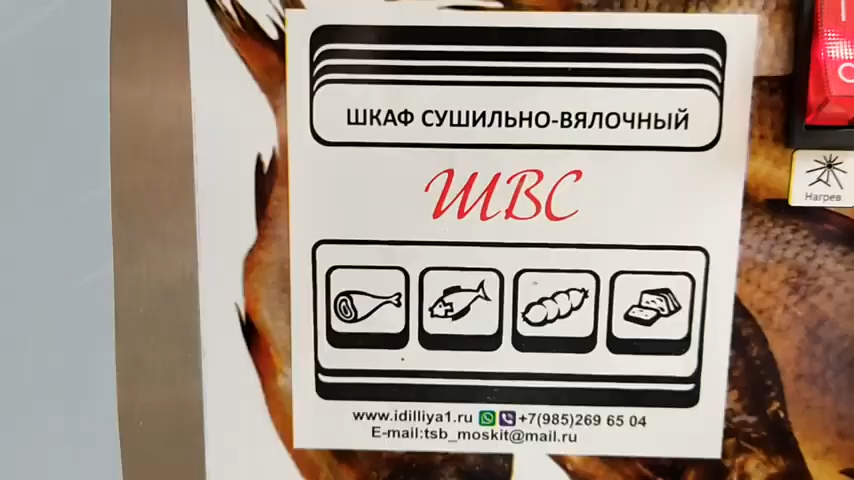 ШКАФ СУШИЛЬНО-ВЯЛОЧНЫЙ
ШВС
www.idilliya1.ru +7(985)269 65 04
E-mail:tsb_moskit@mail.ru
Нагрев